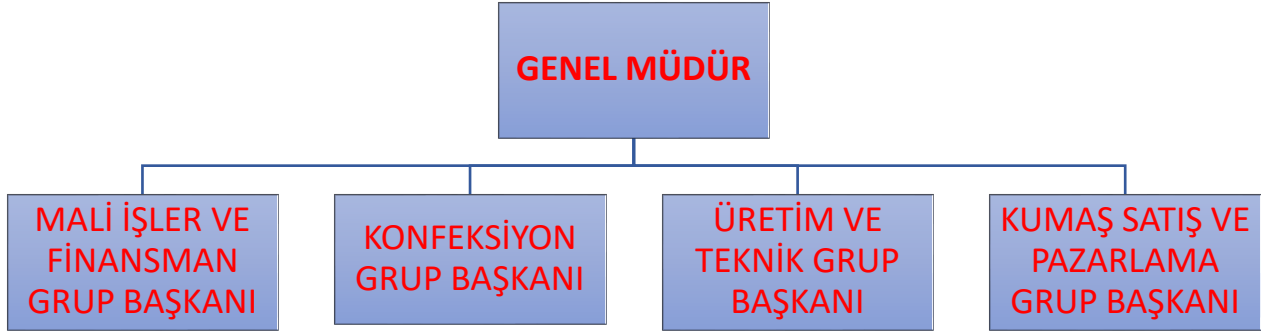 GENEL MÜDÜR
MALİ İŞLER VE
FİNANSMAN
GRUP BAŞKANI
KONFEKSİYON
GRUP BAŞKANI
ÜRETİM VE
TEKNİK GRUP
BAŞKANI
KUMAŞ SATIŞ VE
PAZARLAMA
GRUP BAŞKANI